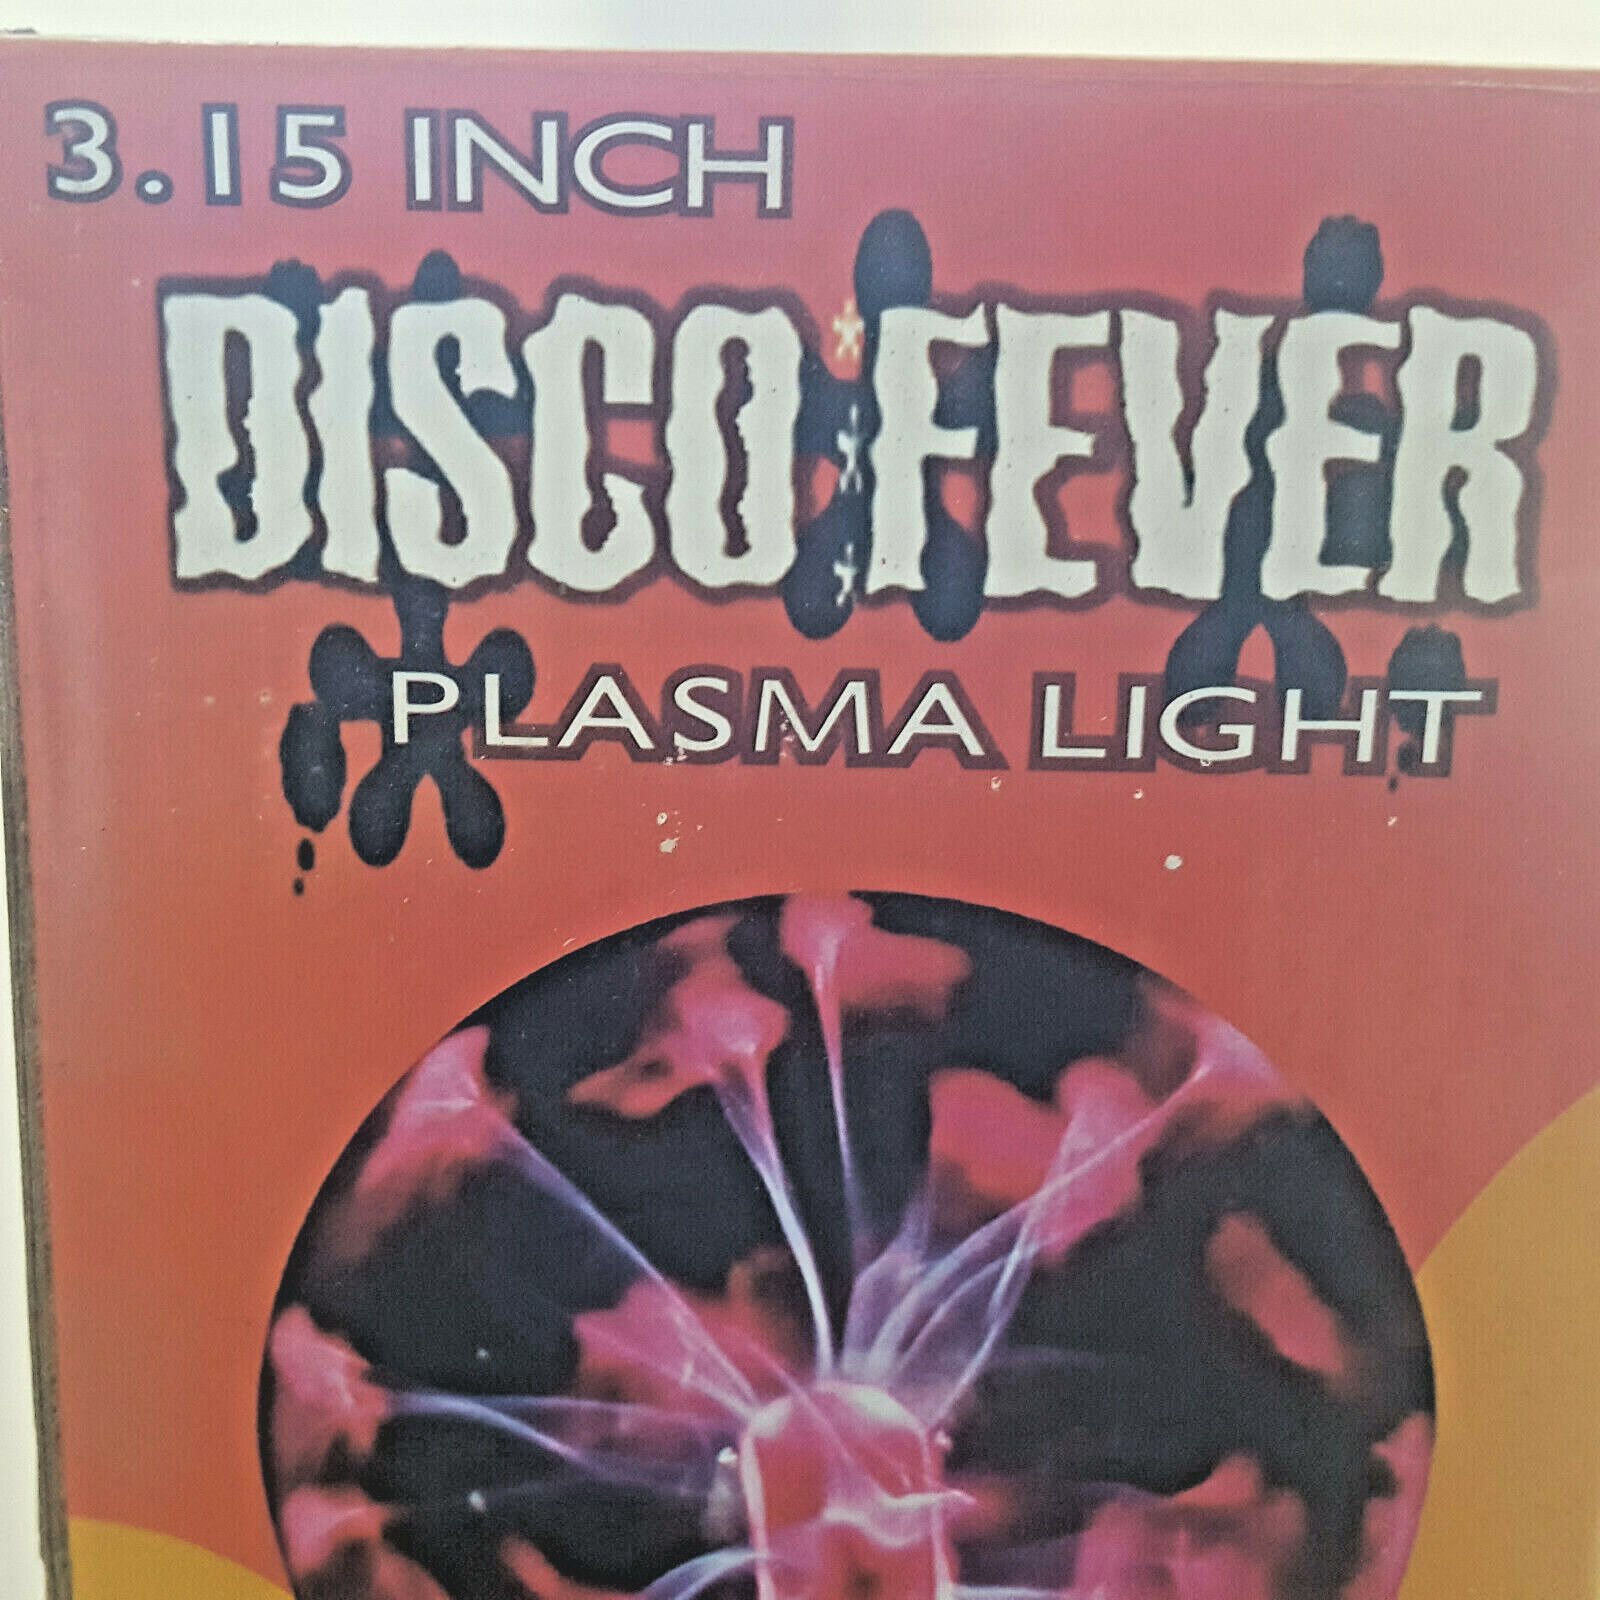 3.15 INCH
DISCO FEVER
PLASMA LIGHT